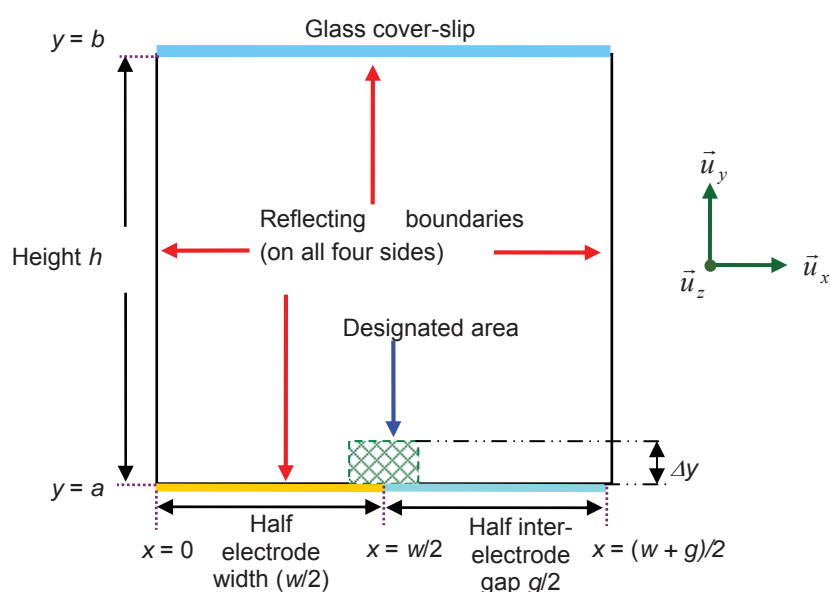 Glass cover-slip
y = b
Reflecting boundaries
(on all four sides)
Height h
u⃗y
u⃗x
u⃗z
Designated area
Δy
y = a
Half
electrode
width (w/2)
Half inter-
electrode
gap g/2
x = 0
x = w/2
x = (w + g)/2